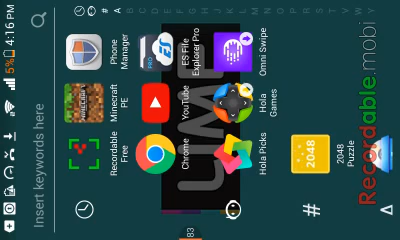 5% 4:16 PM
Insert keywords here
# A B C D E F G H I J K L M N O P Q R S T U V W X Y
Recordable
Free
Minecraft
PE
Phone
Manager
Chrome
YouTube
PRO
ES File
Explorer Pro
Hola Picks
Hola
Games
Omni Swipe
#
2048
2048
Puzzle
A
83
Recordable.mobi